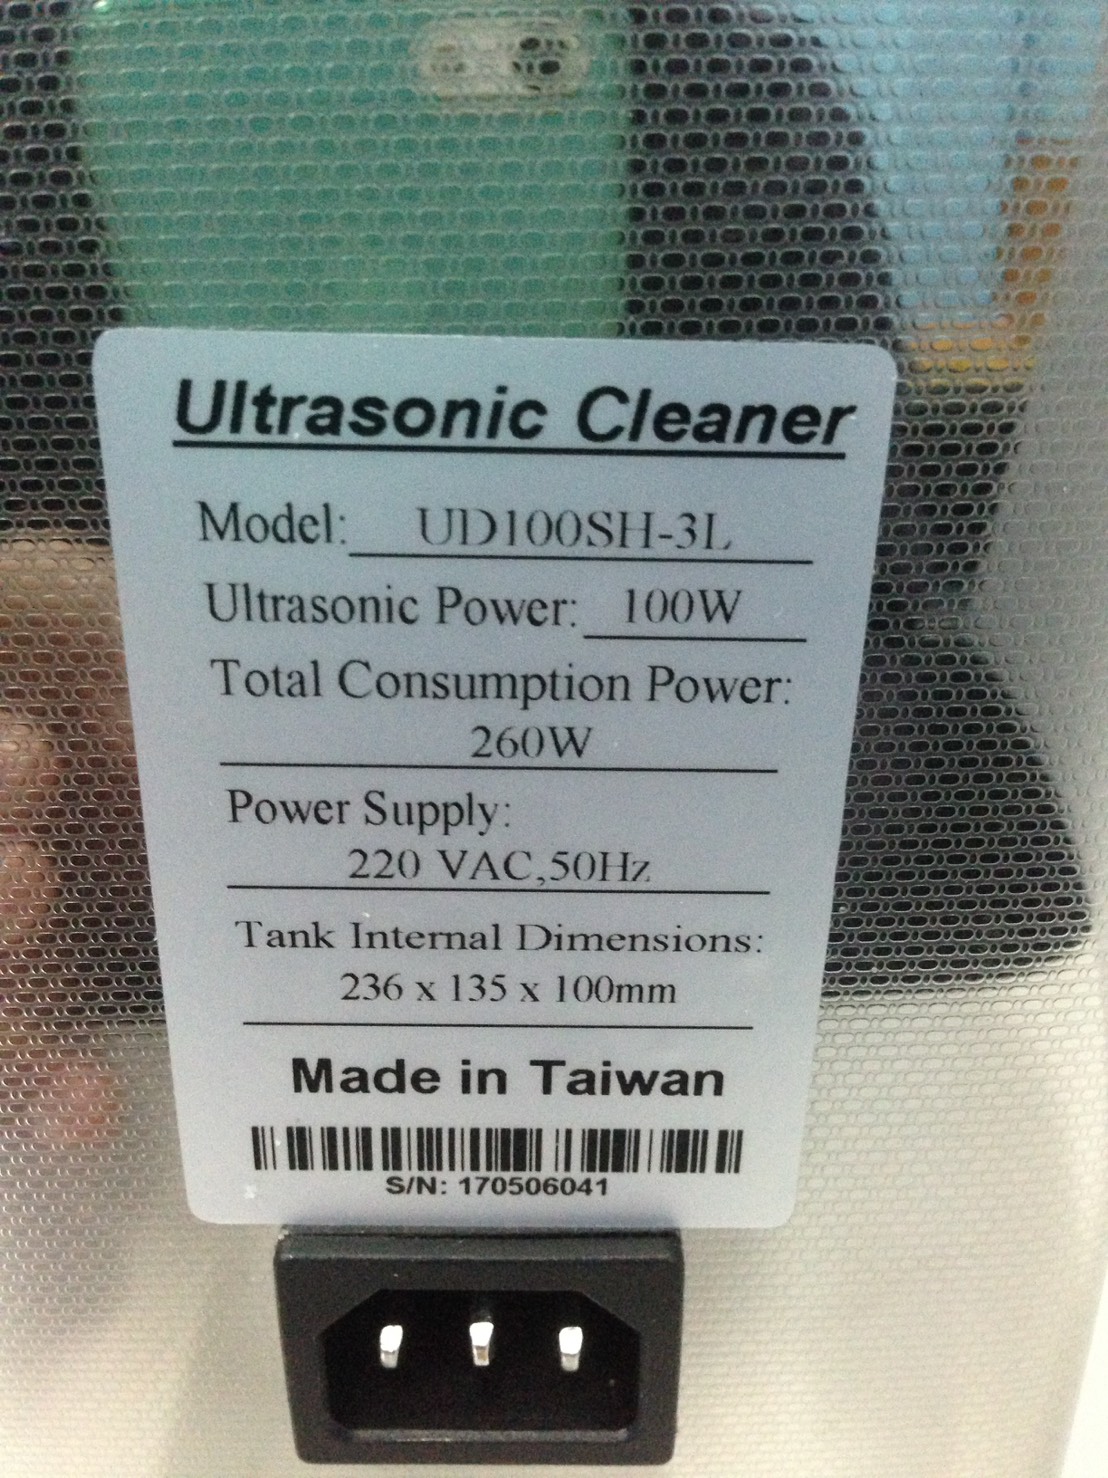 Ultrasonic Cleaner
Model: UD100SH-3L
Ultrasonic Power: 100W
Total Consumption Power:
260W
Power Supply:
220 VAC,50Hz
Tank Internal Dimensions:
236 x 135 x 100mm
Made in Taiwan
S/N: 170506041